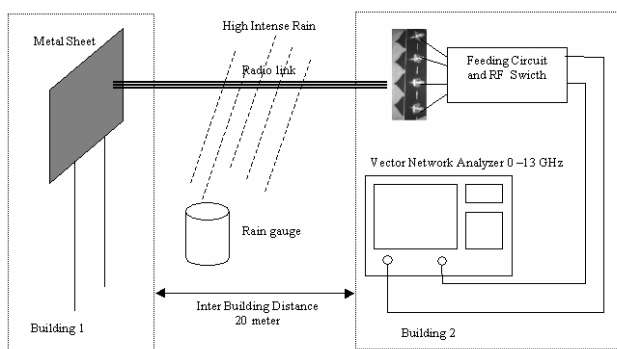 High Intense Rain
Metal Sheet
Radio link
Feeding Circuit
and RF Swicth
Vector Network Analyzer 0 –13 GHz
Rain gauge
Inter Building Distance
20 meter
Building 1
Building 2